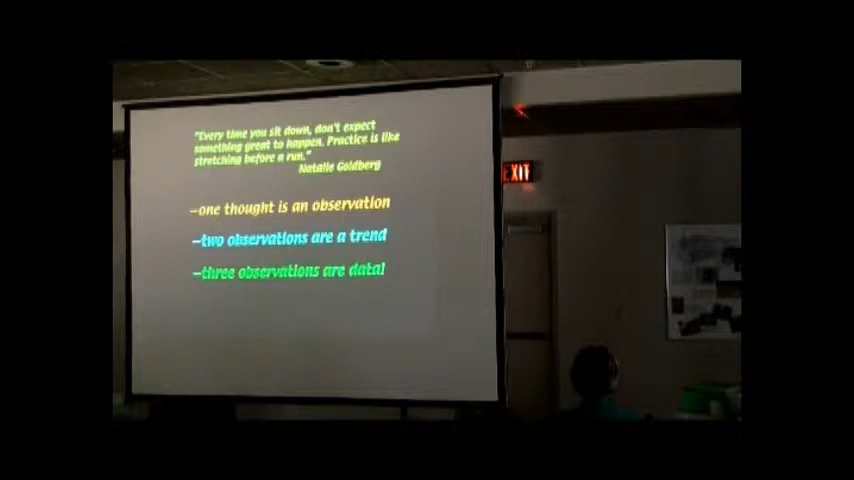 "Every time you sit down, don't expect
something great to happen. Practice is like
stretching before a run."
Natalie Goldberg
—one thought is an observation
—two observations are a trend
—three observations are data!
EXIT